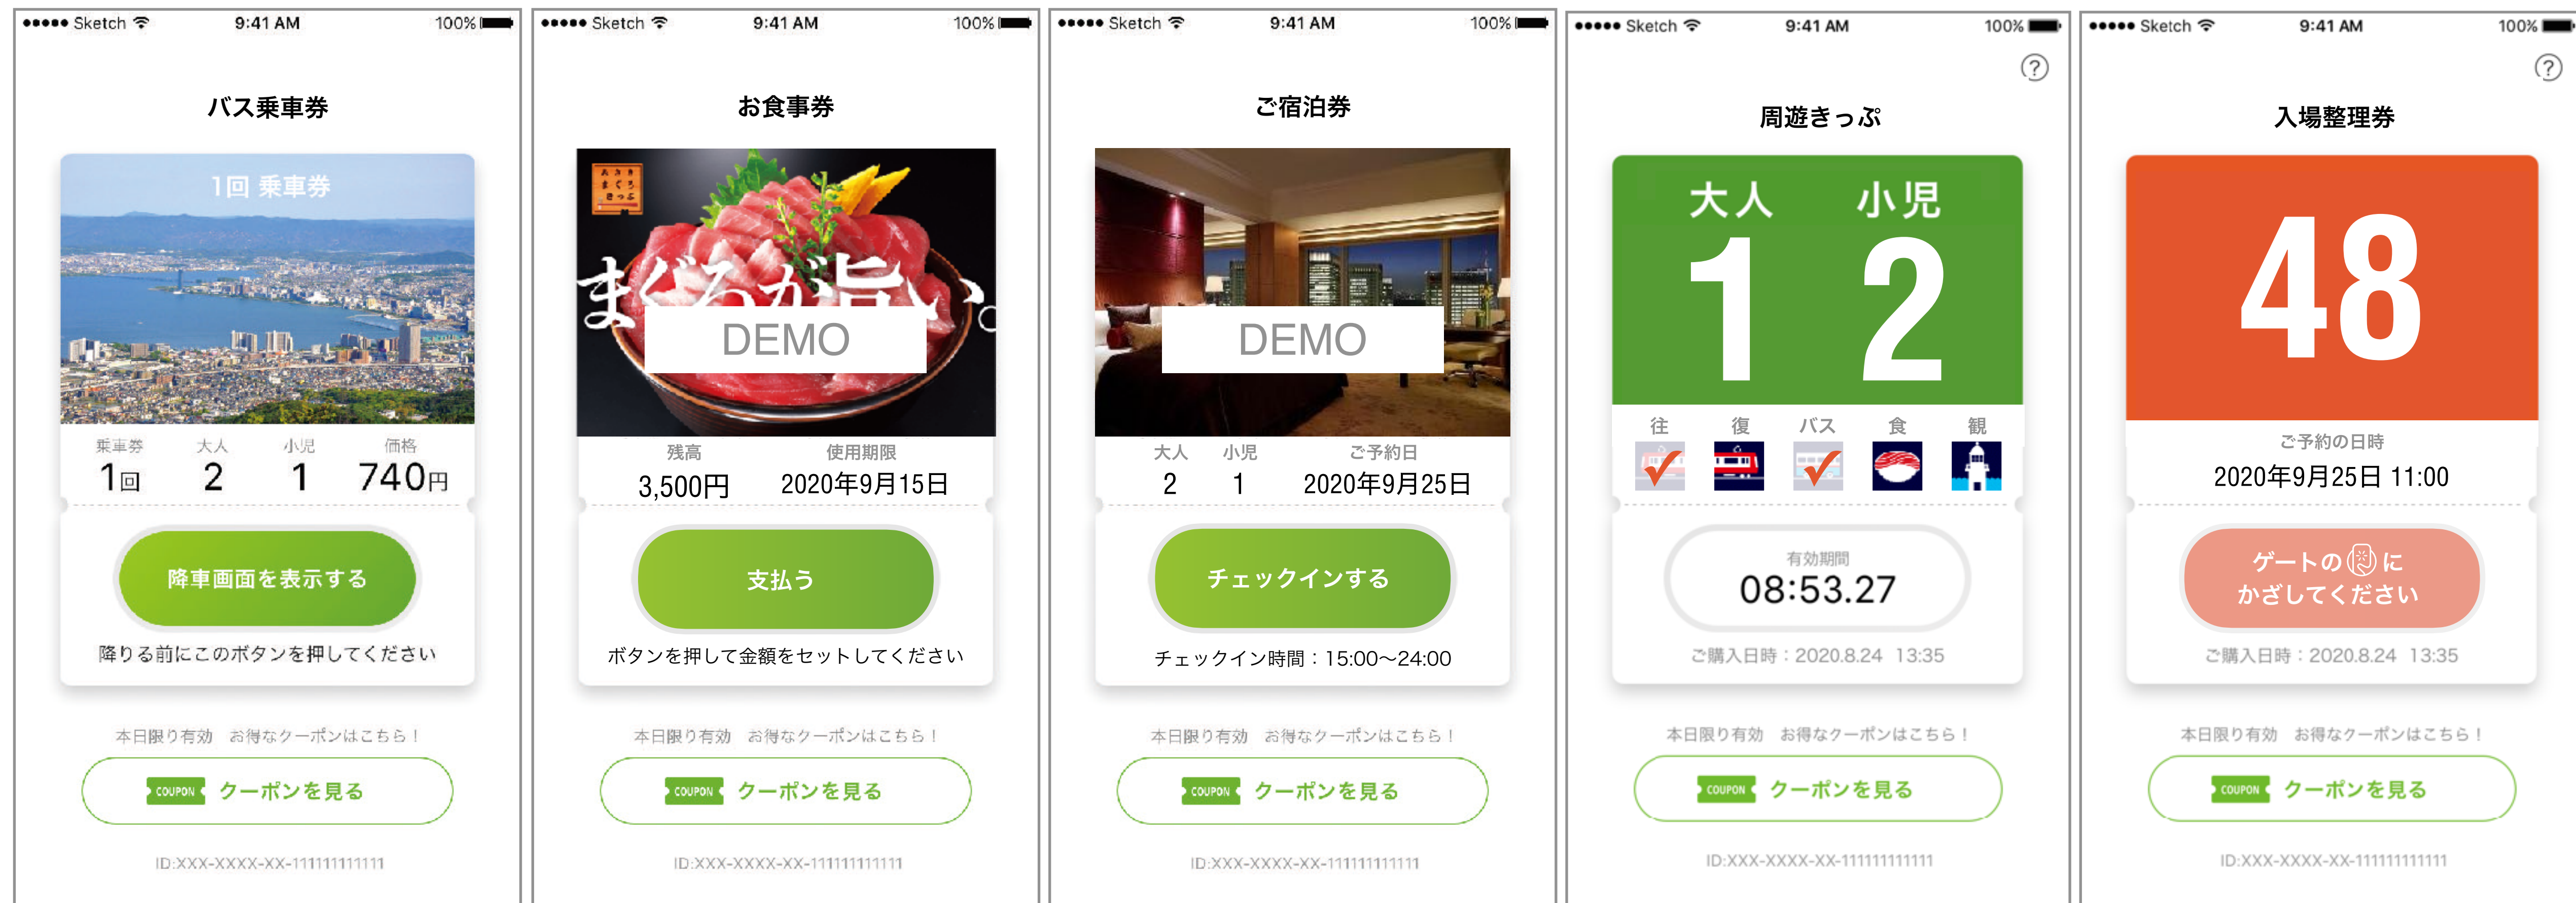 ●●●●● Sketch 9:41 AM 100%
バス乗車券
1回 乗車券
乗車券 大人 小児 価格
1回 2 1 740円
降車画面を表示する
降りる前にこのボタンを押してください
本日限り有効 お得なクーポンはこちら！
COUPON クーポンを見る
ID:XXX-XXXX-XX-111111111111
●●●●● Sketch 9:41 AM 100%
お食事券
みさき
まぐろ
きっぷ
まぐろが旨い。
DEMO
残高 使用期限
3,500円 2020年9月15日
支払う
ボタンを押して金額をセットしてください
本日限り有効 お得なクーポンはこちら！
COUPON クーポンを見る
ID:XXX-XXXX-XX-111111111111
●●●●● Sketch 9:41 AM 100%
ご宿泊券
DEMO
大人 小児 ご予約日
2 1 2020年9月25日
チェックインする
チェックイン時間：15:00〜24:00
本日限り有効 お得なクーポンはこちら！
COUPON クーポンを見る
ID:XXX-XXXX-XX-111111111111
●●●●● Sketch 9:41 AM 100%
?
周遊きっぷ
大人 小児
1 2
往 復 バス 食 観
有効期間
08:53.27
ご購入日時：2020.8.24 13:35
本日限り有効 お得なクーポンはこちら！
COUPON クーポンを見る
ID:XXX-XXXX-XX-111111111111
●●●●● Sketch 9:41 AM 100%
?
入場整理券
48
ご予約の日時
2020年9月25日 11:00
ゲートの に
かざしてください
ご購入日時：2020.8.24 13:35
本日限り有効 お得なクーポンはこちら！
COUPON クーポンを見る
ID:XXX-XXXX-XX-111111111111